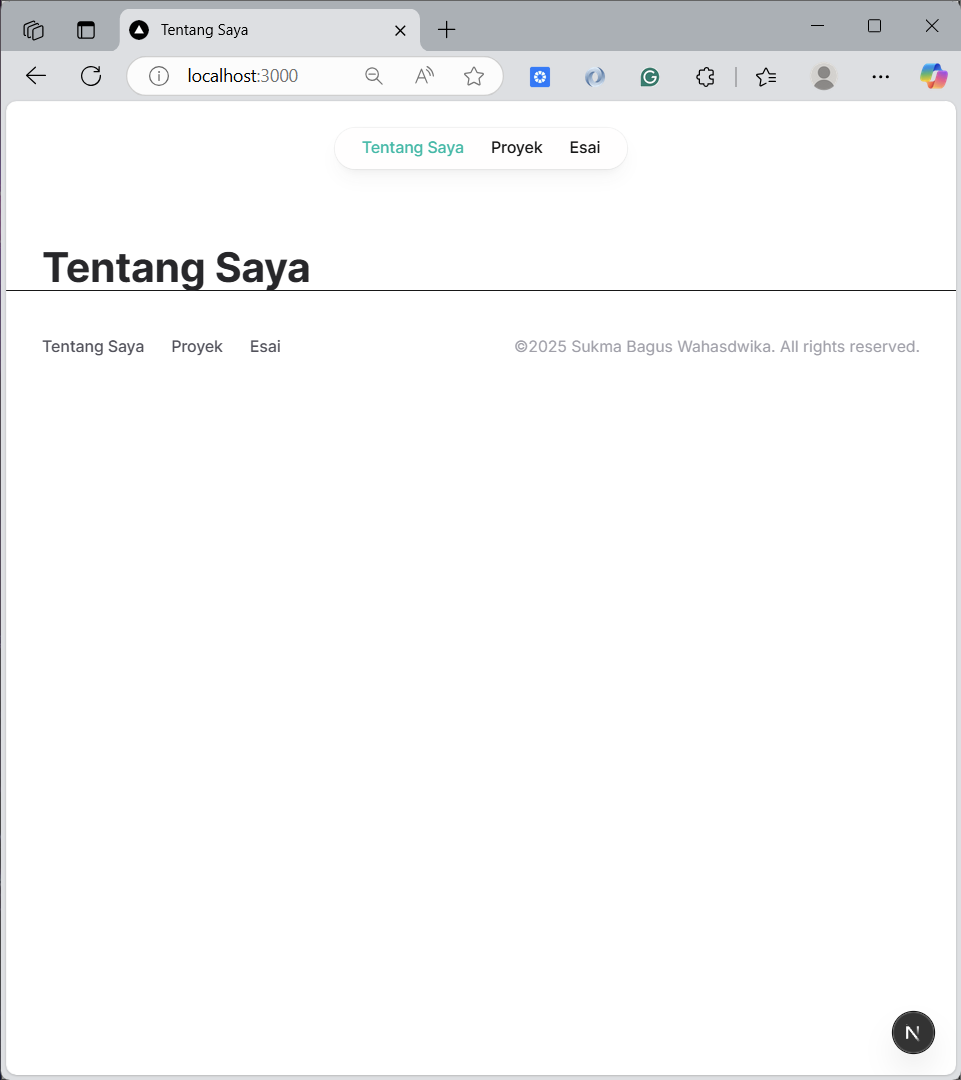 Tentang Saya
localhost:3000
Tentang Saya Proyek Esai
Tentang Saya
Tentang Saya Proyek Esai ©2025 Sukma Bagus Wahasdwika. All rights reserved.
N